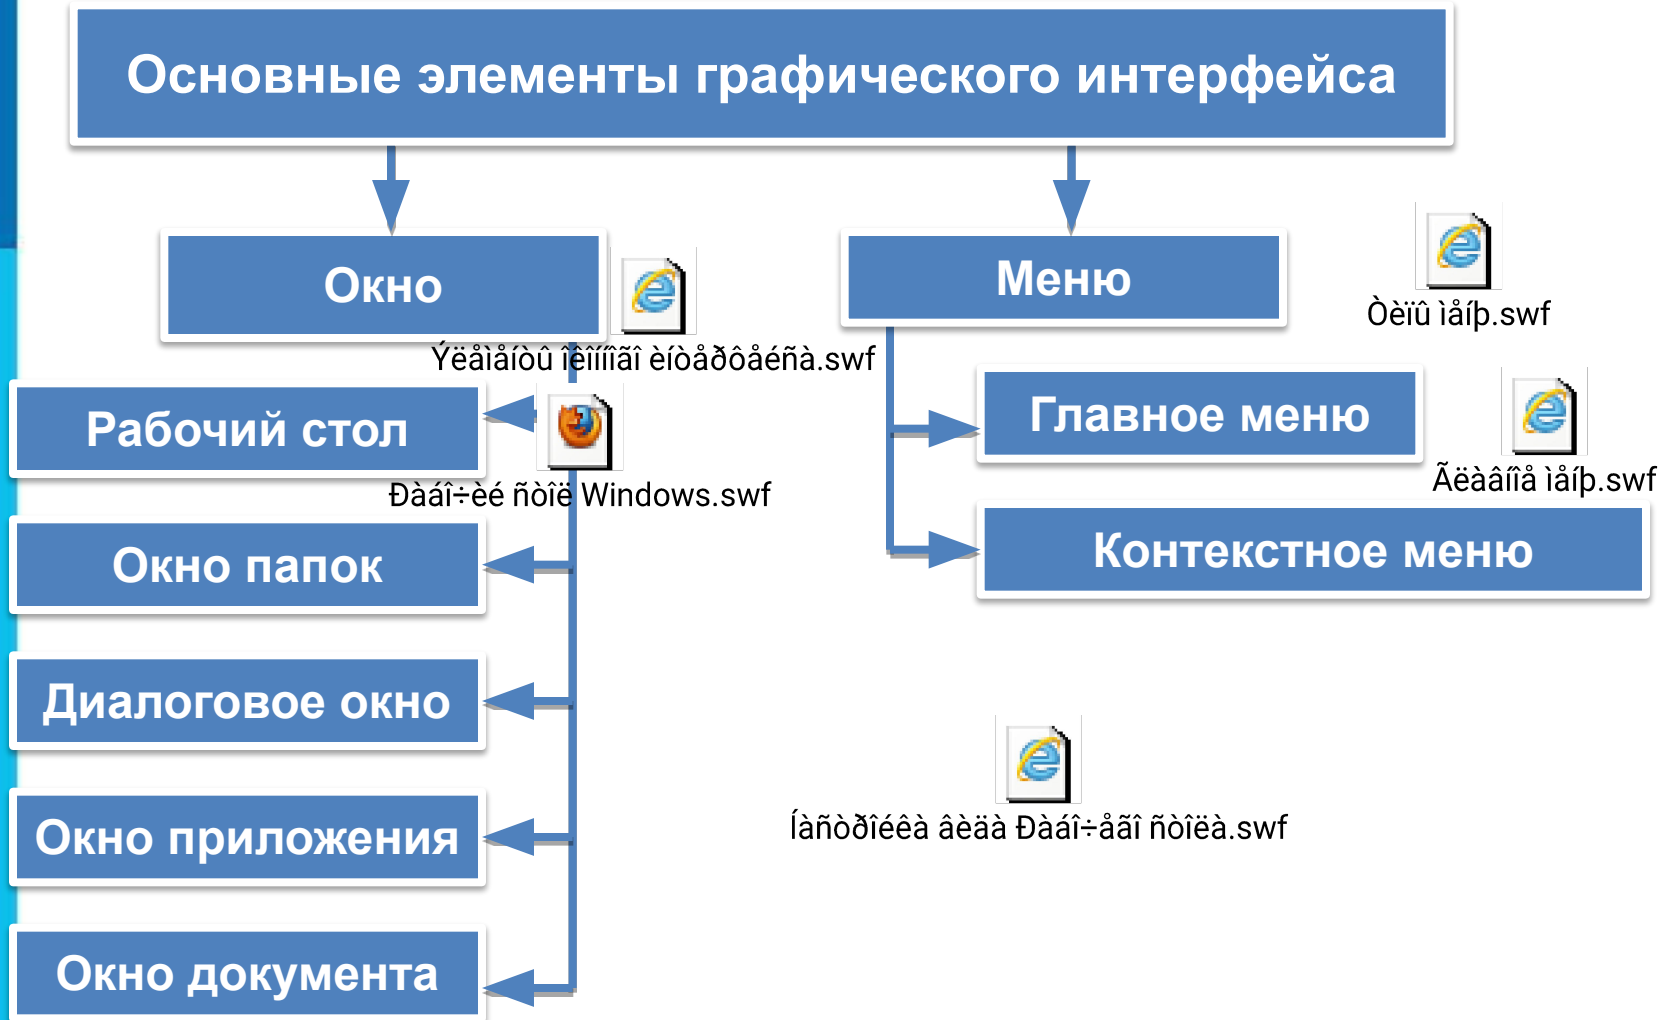 Основные элементы графического интерфейса
Окно
Меню
Òèïû ìåíþ.swf
Ýëåìåíòû îêîííîãî èíòåðôåéñà.swf
Рабочий стол
Главное меню
Ðàáî÷èé ñòîë Windows.swf
Ãëàâíîå ìåíþ.swf
Окно папок
Контекстное меню
Диалоговое окно
Íàñòðîéêà âèäà Ðàáî÷åãî ñòîëà.swf
Окно приложения
Окно документа